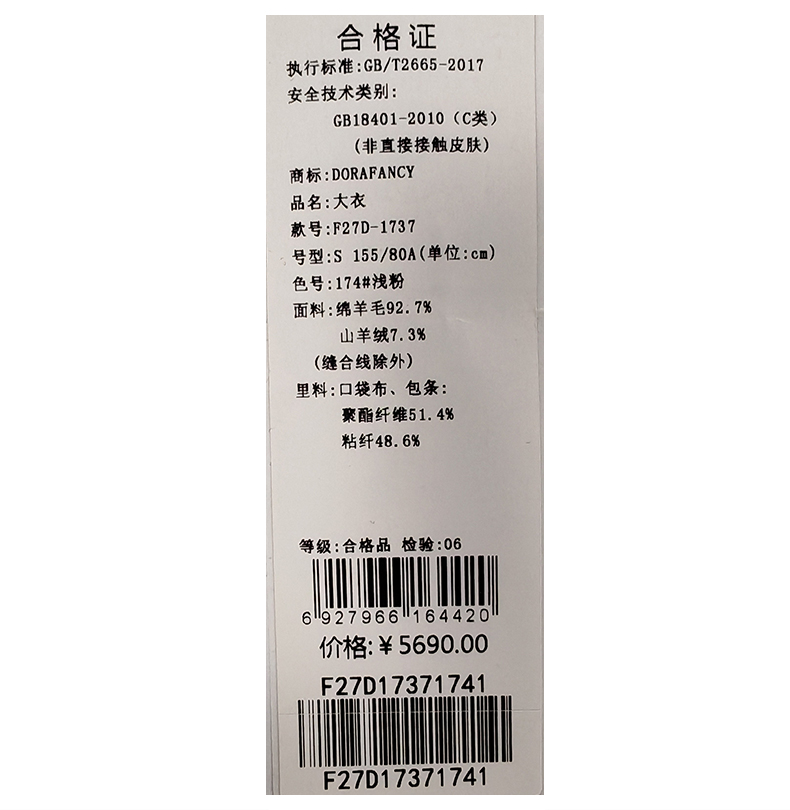 合格证
执行标准:GB/T2665-2017
安全技术类别:
GB18401-2010（C类）
(非直接接触皮肤)
商标:DORAFANCY
品名:大衣
款号:F27D-1737
号型:S 155/80A(单位:cm)
色号:174#浅粉
面料:绵羊毛92.7%
山羊绒7.3%
(缝合线除外)
里料:口袋布、包条:
聚酯纤维51.4%
粘纤48.6%
等级:合格品 检验:06
6 927966 164420
价格:￥5690.00
F27D17371741
F27D17371741